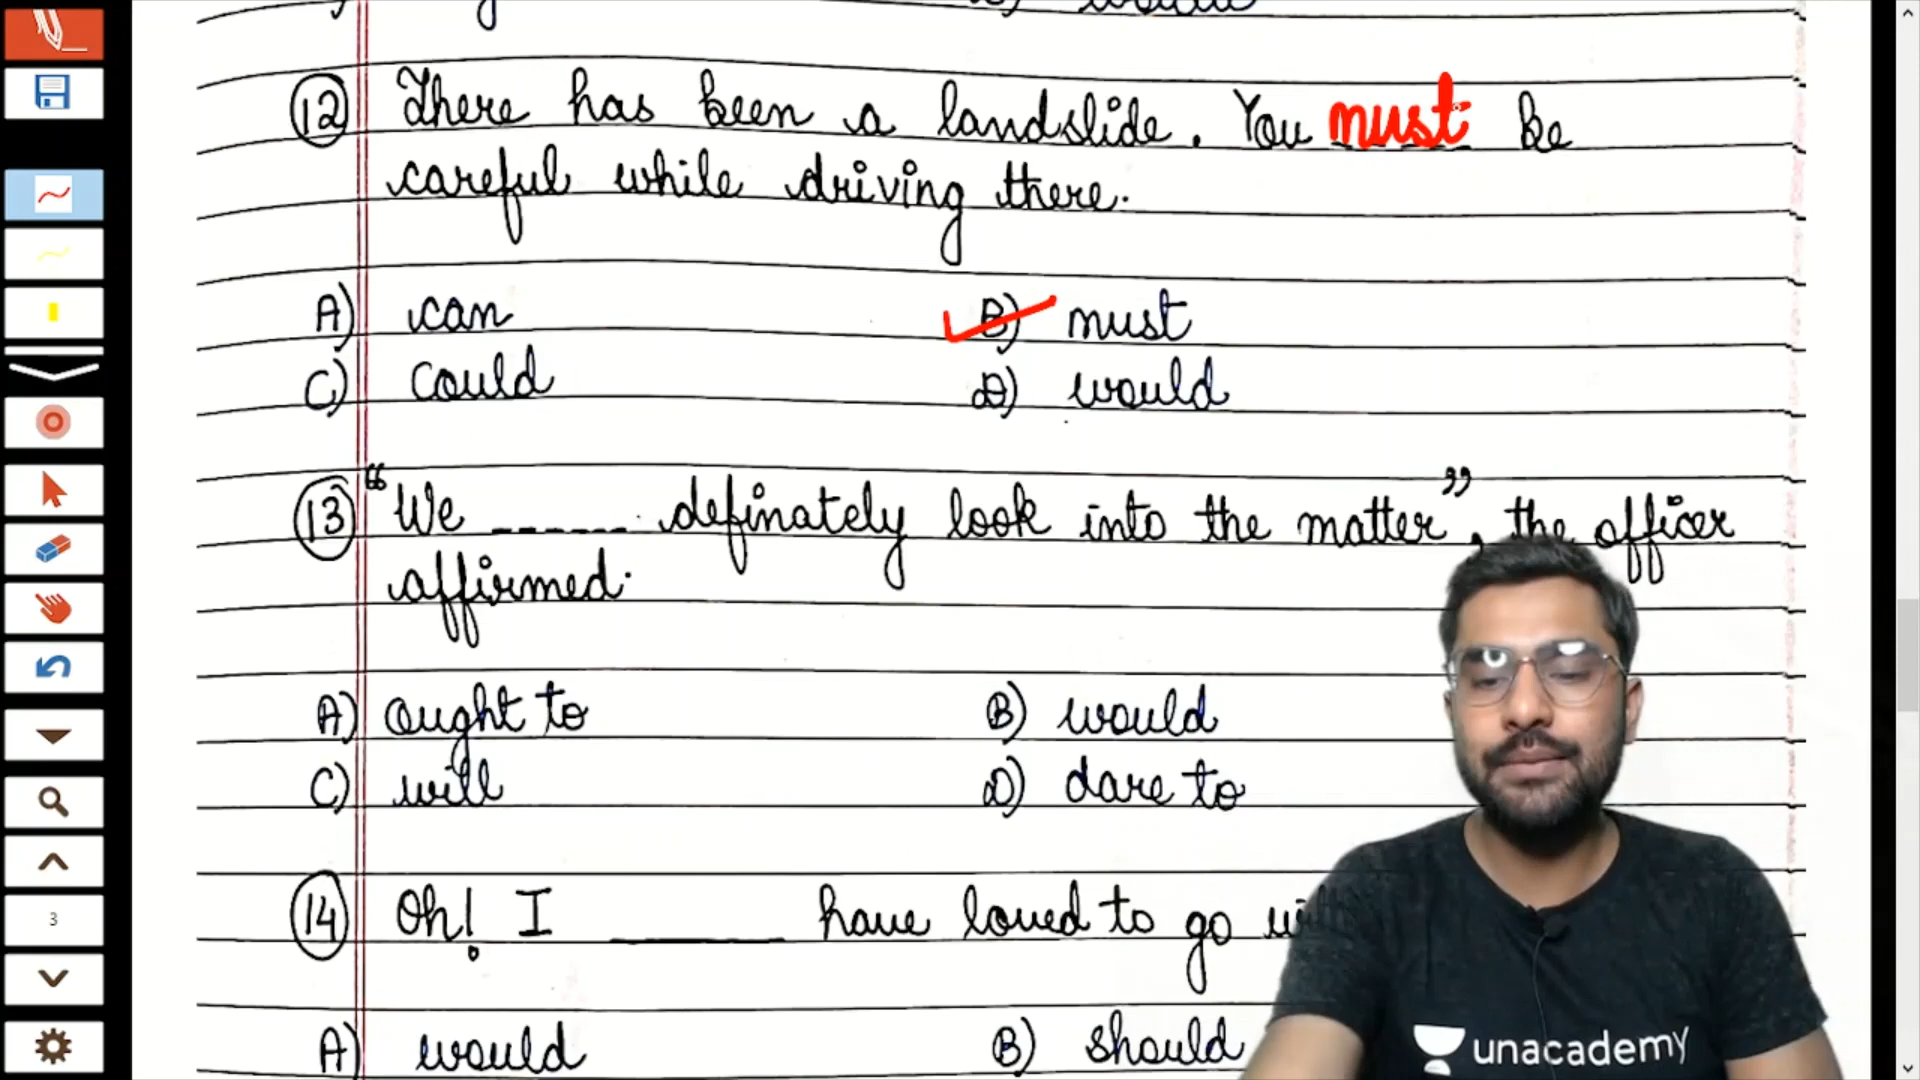 (12) There has been a landslide. You must be
careful while driving there.
A) can
B) must
C) Could
D) would
(13) "We ------ definately look into the matter", the officer
affirmed.
A) ought to
B) would
C) will
D) dare to
(14) Oh! I ______ have loved to go
A) would
B) should
3
unacademy